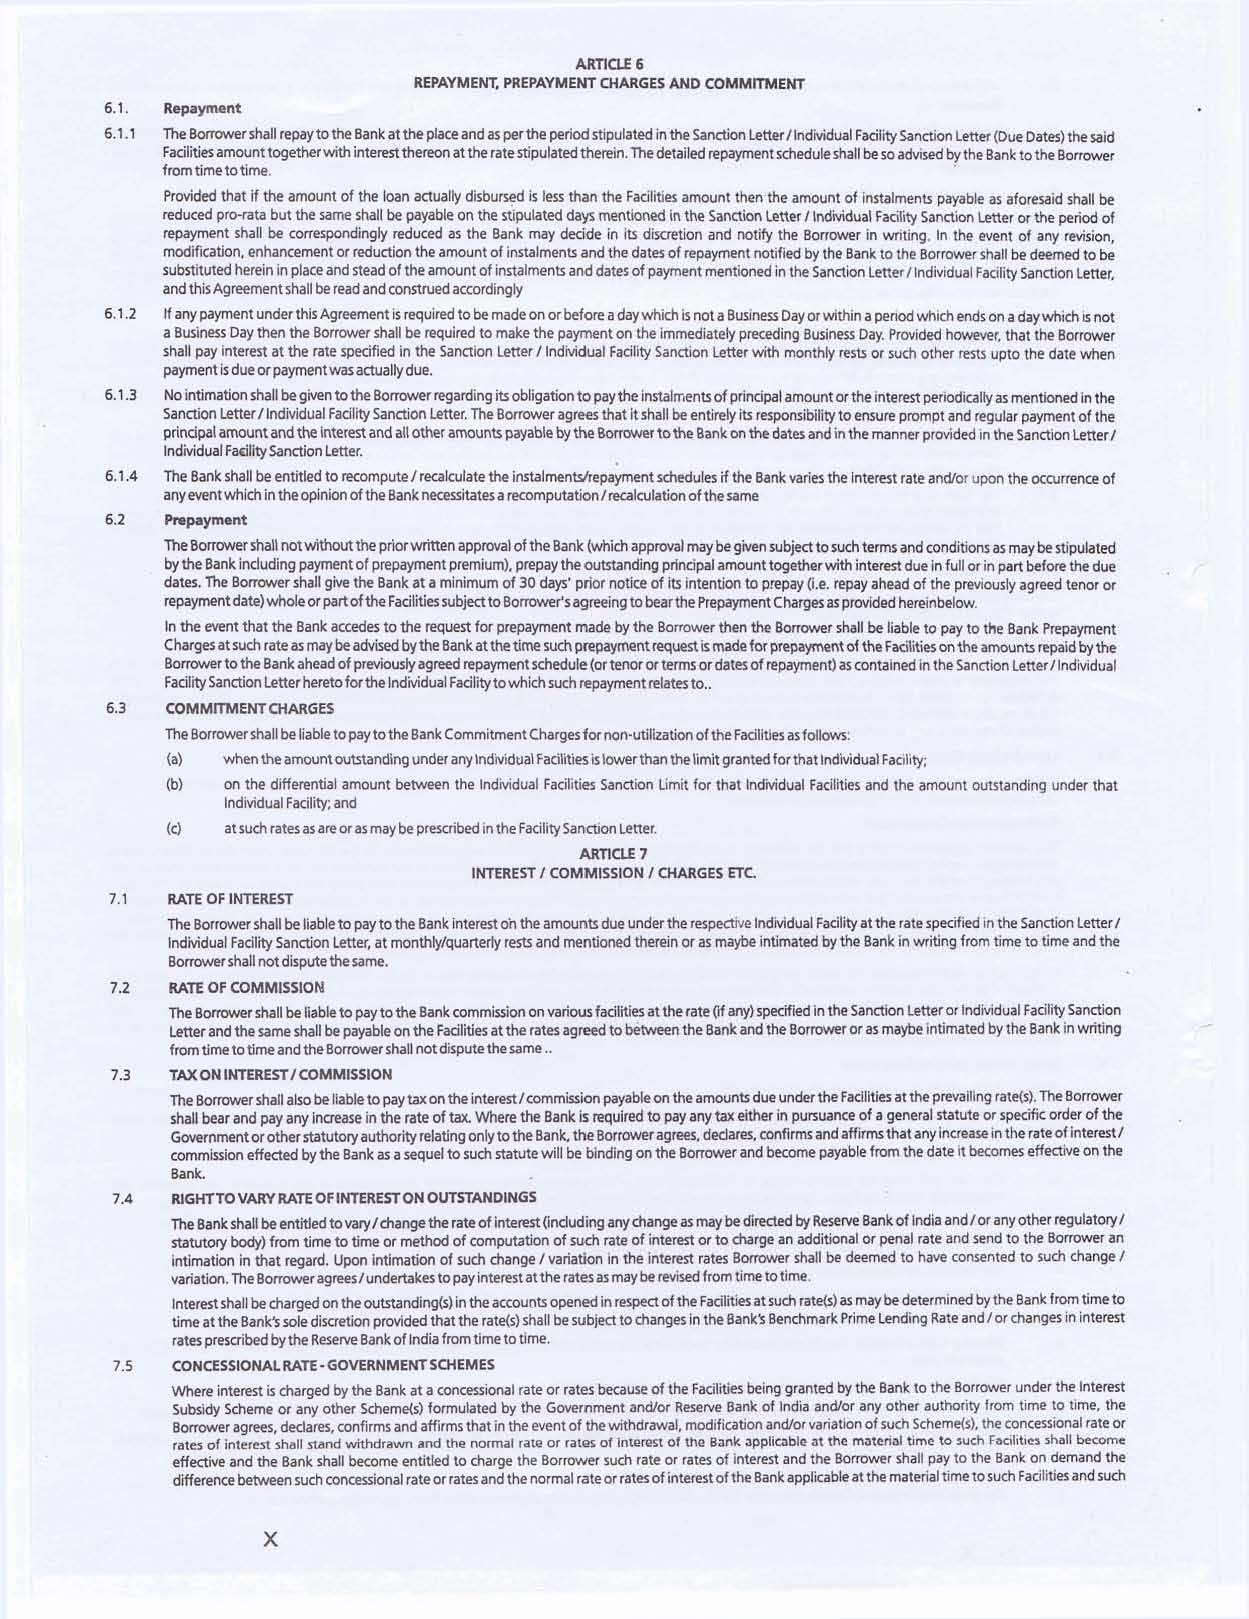 ARTICLE 6
REPAYMENT, PREPAYMENT CHARGES AND COMMITMENT
6.1. Repayment
6.1.1 The Borrower shall repay to the Bank at the place and as per the period stipulated in the Sanction Letter / Individual Facility Sanction Letter (Due Dates) the said
Facilities amount together with interest thereon at the rate stipulated therein. The detailed repayment schedule shall be so advised by the Bank to the Borrower
from time to time.
Provided that if the amount of the loan actually disbursed is less than the Facilities amount then the amount of instalments payable as aforesaid shall be
reduced pro-rata but the same shall be payable on the stipulated days mentioned in the Sanction Letter / Individual Facility Sanction Letter or the period of
repayment shall be correspondingly reduced as the Bank may decide in its discretion and notify the Borrower in writing. In the event of any revision,
modification, enhancement or reduction the amount of instalments and the dates of repayment notified by the Bank to the Borrower shall be deemed to be
substituted herein in place and stead of the amount of instalments and dates of payment mentioned in the Sanction Letter / Individual Facility Sanction Letter,
and this Agreement shall be read and construed accordingly
6.1.2 If any payment under this Agreement is required to be made on or before a day which is not a Business Day or within a period which ends on a day which is not
a Business Day then the Borrower shall be required to make the payment on the immediately preceding Business Day. Provided however, that the Borrower
shall pay interest at the rate specified in the Sanction Letter / Individual Facility Sanction Letter with monthly rests or such other rests upto the date when
payment is due or payment was actually due.
6.1.3 No intimation shall be given to the Borrower regarding its obligation to pay the instalments of principal amount or the interest periodically as mentioned in the
Sanction Letter / Individual Facility Sanction Letter. The Borrower agrees that it shall be entirely its responsibility to ensure prompt and regular payment of the
principal amount and the interest and all other amounts payable by the Borrower to the Bank on the dates and in the manner provided in the Sanction Letter /
Individual Facility Sanction Letter.
6.1.4 The Bank shall be entitled to recompute / recalculate the instalments/repayment schedules if the Bank varies the interest rate and/or upon the occurrence of
any event which in the opinion of the Bank necessitates a recomputation / recalculation of the same
6.2 Prepayment
The Borrower shall not without the prior written approval of the Bank (which approval may be given subject to such terms and conditions as may be stipulated
by the Bank including payment of prepayment premium), prepay the outstanding principal amount together with interest due in full or in part before the due
dates. The Borrower shall give the Bank at a minimum of 30 days' prior notice of its intention to prepay (i.e. repay ahead of the previously agreed tenor or
repayment date) whole or part of the Facilities subject to Borrower's agreeing to bear the Prepayment Charges as provided hereinbelow.
In the event that the Bank accedes to the request for prepayment made by the Borrower then the Borrower shall be liable to pay to the Bank Prepayment
Charges at such rate as may be advised by the Bank at the time such prepayment request is made for prepayment of the Facilities on the amounts repaid by the
Borrower to the Bank ahead of previously agreed repayment schedule (or tenor or terms or dates of repayment) as contained in the Sanction Letter / Individual
Facility Sanction Letter hereto for the Individual Facility to which such repayment relates to..
6.3 COMMITMENT CHARGES
The Borrower shall be liable to pay to the Bank Commitment Charges for non-utilization of the Facilities as follows:
(a) when the amount outstanding under any Individual Facilities is lower than the limit granted for that Individual Facility;
(b) on the differential amount between the Individual Facilities Sanction Limit for that Individual Facilities and the amount outstanding under that
Individual Facility; and
(c) at such rates as are or as may be prescribed in the Facility Sanction Letter.
ARTICLE 7
INTEREST / COMMISSION / CHARGES ETC.
7.1 RATE OF INTEREST
The Borrower shall be liable to pay to the Bank interest on the amounts due under the respective Individual Facility at the rate specified in the Sanction Letter /
Individual Facility Sanction Letter, at monthly/quarterly rests and mentioned therein or as maybe intimated by the Bank in writing from time to time and the
Borrower shall not dispute the same.
7.2 RATE OF COMMISSION
The Borrower shall be liable to pay to the Bank commission on various facilities at the rate (if any) specified in the Sanction Letter or Individual Facility Sanction
Letter and the same shall be payable on the Facilities at the rates agreed to between the Bank and the Borrower or as maybe intimated by the Bank in writing
from time to time and the Borrower shall not dispute the same ..
7.3 TAX ON INTEREST / COMMISSION
The Borrower shall also be liable to pay tax on the interest / commission payable on the amounts due under the Facilities at the prevailing rate(s). The Borrower
shall bear and pay any increase in the rate of tax. Where the Bank is required to pay any tax either in pursuance of a general statute or specific order of the
Government or other statutory authority relating only to the Bank, the Borrower agrees, declares, confirms and affirms that any increase in the rate of interest /
commission effected by the Bank as a sequel to such statute will be binding on the Borrower and become payable from the date it becomes effective on the
Bank.
7.4 RIGHT TO VARY RATE OF INTEREST ON OUTSTANDINGS
The Bank shall be entitled to vary / change the rate of interest (including any change as may be directed by Reserve Bank of India and / or any other regulatory /
statutory body) from time to time or method of computation of such rate of interest or to charge an additional or penal rate and send to the Borrower an
intimation in that regard. Upon intimation of such change / variation in the interest rates Borrower shall be deemed to have consented to such change /
variation. The Borrower agrees / undertakes to pay interest at the rates as may be revised from time to time.
Interest shall be charged on the outstanding(s) in the accounts opened in respect of the Facilities at such rate(s) as may be determined by the Bank from time to
time at the Bank's sole discretion provided that the rate(s) shall be subject to changes in the Bank's Benchmark Prime Lending Rate and / or changes in interest
rates prescribed by the Reserve Bank of India from time to time.
7.5 CONCESSIONAL RATE - GOVERNMENT SCHEMES
Where interest is charged by the Bank at a concessional rate or rates because of the Facilities being granted by the Bank to the Borrower under the Interest
Subsidy Scheme or any other Scheme(s) formulated by the Government and/or Reserve Bank of India and/or any other authority from time to time, the
Borrower agrees, declares, confirms and affirms that in the event of the withdrawal, modification and/or variation of such Scheme(s), the concessional rate or
rates of interest shall stand withdrawn and the normal rate or rates of interest of the Bank applicable at the material time to such Facilities shall become
effective and the Bank shall become entitled to charge the Borrower such rate or rates of interest and the Borrower shall pay to the Bank on demand the
difference between such concessional rate or rates and the normal rate or rates of interest of the Bank applicable at the material time to such Facilities and such
X